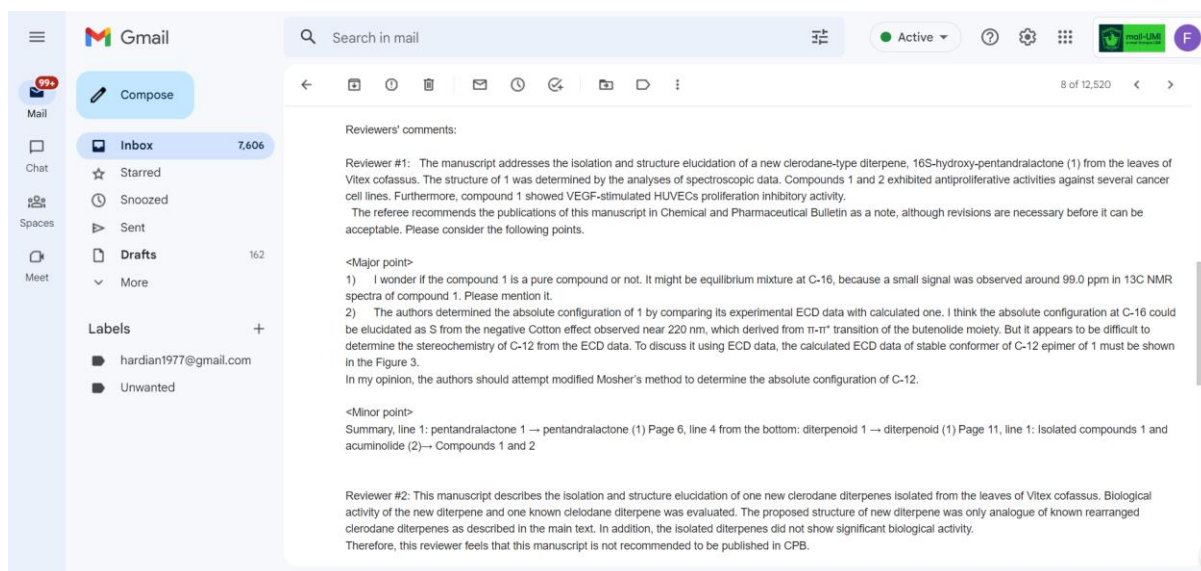 Gmail
Search in mail
Active
mail-UMI
F
99+
Mail
Compose
8 of 12,520
Inbox 7,606
Chat
Starred
Snoozed
Spaces
Sent
Drafts 162
Meet
More
Labels
hardian1977@gmail.com
Unwanted
Reviewers' comments:
Reviewer #1: The manuscript addresses the isolation and structure elucidation of a new clerodane-type diterpene, 16S-hydroxy-pentandralactone (1) from the leaves of
Vitex cofassus. The structure of 1 was determined by the analyses of spectroscopic data. Compounds 1 and 2 exhibited antiproliferative activities against several cancer
cell lines. Furthermore, compound 1 showed VEGF-stimulated HUVECs proliferation inhibitory activity.
The referee recommends the publications of this manuscript in Chemical and Pharmaceutical Bulletin as a note, although revisions are necessary before it can be
acceptable. Please consider the following points.
<Major point>
1) I wonder if the compound 1 is a pure compound or not. It might be equilibrium mixture at C-16, because a small signal was observed around 99.0 ppm in 13C NMR
spectra of compound 1. Please mention it.
2) The authors determined the absolute configuration of 1 by comparing its experimental ECD data with calculated one. I think the absolute configuration at C-16 could
be elucidated as S from the negative Cotton effect observed near 220 nm, which derived from π-π* transition of the butenolide moiety. But it appears to be difficult to
determine the stereochemistry of C-12 from the ECD data. To discuss it using ECD data, the calculated ECD data of stable conformer of C-12 epimer of 1 must be shown
in the Figure 3.
In my opinion, the authors should attempt modified Mosher's method to determine the absolute configuration of C-12.
<Minor point>
Summary, line 1: pentandralactone 1 → pentandralactone (1) Page 6, line 4 from the bottom: diterpenoid 1 → diterpenoid (1) Page 11, line 1: Isolated compounds 1 and
acuminolide (2)→ Compounds 1 and 2
Reviewer #2: This manuscript describes the isolation and structure elucidation of one new clerodane diterpenes isolated from the leaves of Vitex cofassus. Biological
activity of the new diterpene and one known clelodane diterpene was evaluated. The proposed structure of new diterpene was only analogue of known rearranged
clerodane diterpenes as described in the main text. In addition, the isolated diterpenes did not show significant biological activity.
Therefore, this reviewer feels that this manuscript is not recommended to be published in CPB.